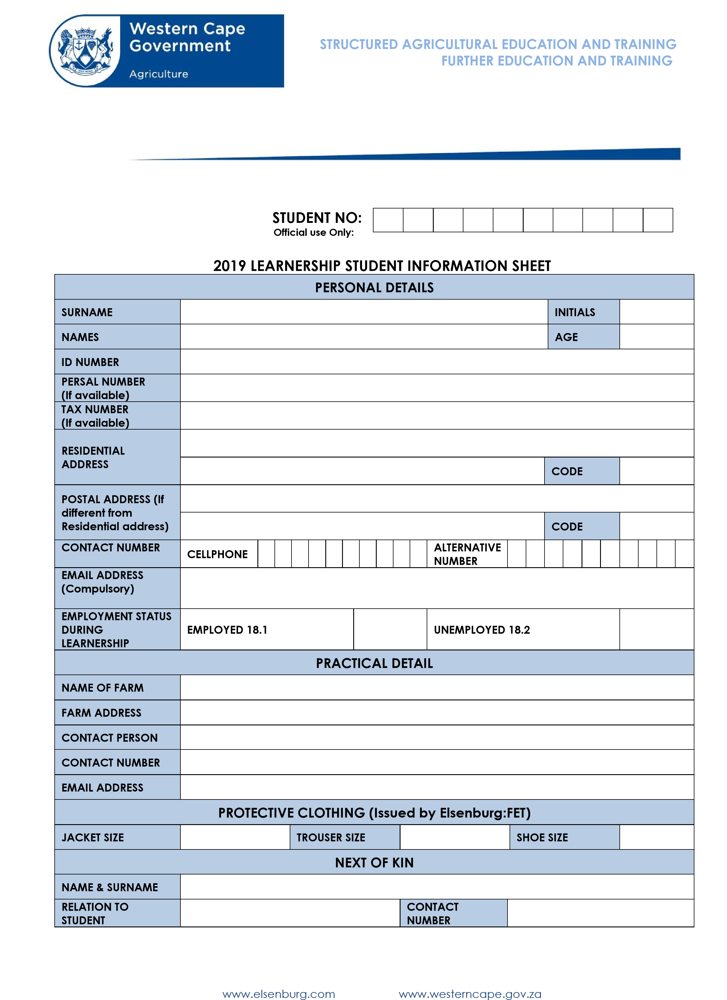 Western Cape
Government
Agriculture
STRUCTURED AGRICULTURAL EDUCATION AND TRAINING
FURTHER EDUCATION AND TRAINING
STUDENT NO:
Official use Only:
2019 LEARNERSHIP STUDENT INFORMATION SHEET
PERSONAL DETAILS
SURNAME
INITIALS
NAMES
AGE
ID NUMBER
PERSAL NUMBER
(If available)
TAX NUMBER
(If available)
RESIDENTIAL
ADDRESS
CODE
POSTAL ADDRESS (If
different from
Residential address)
CODE
CONTACT NUMBER
CELLPHONE
ALTERNATIVE
NUMBER
EMAIL ADDRESS
(Compulsory)
EMPLOYMENT STATUS
DURING
LEARNERSHIP
EMPLOYED 18.1
UNEMPLOYED 18.2
PRACTICAL DETAIL
NAME OF FARM
FARM ADDRESS
CONTACT PERSON
CONTACT NUMBER
EMAIL ADDRESS
PROTECTIVE CLOTHING (Issued by Elsenburg:FET)
JACKET SIZE
TROUSER SIZE
SHOE SIZE
NEXT OF KIN
NAME & SURNAME
RELATION TO
STUDENT
CONTACT
NUMBER
www.elsenburg.com
www.westerncape.gov.za